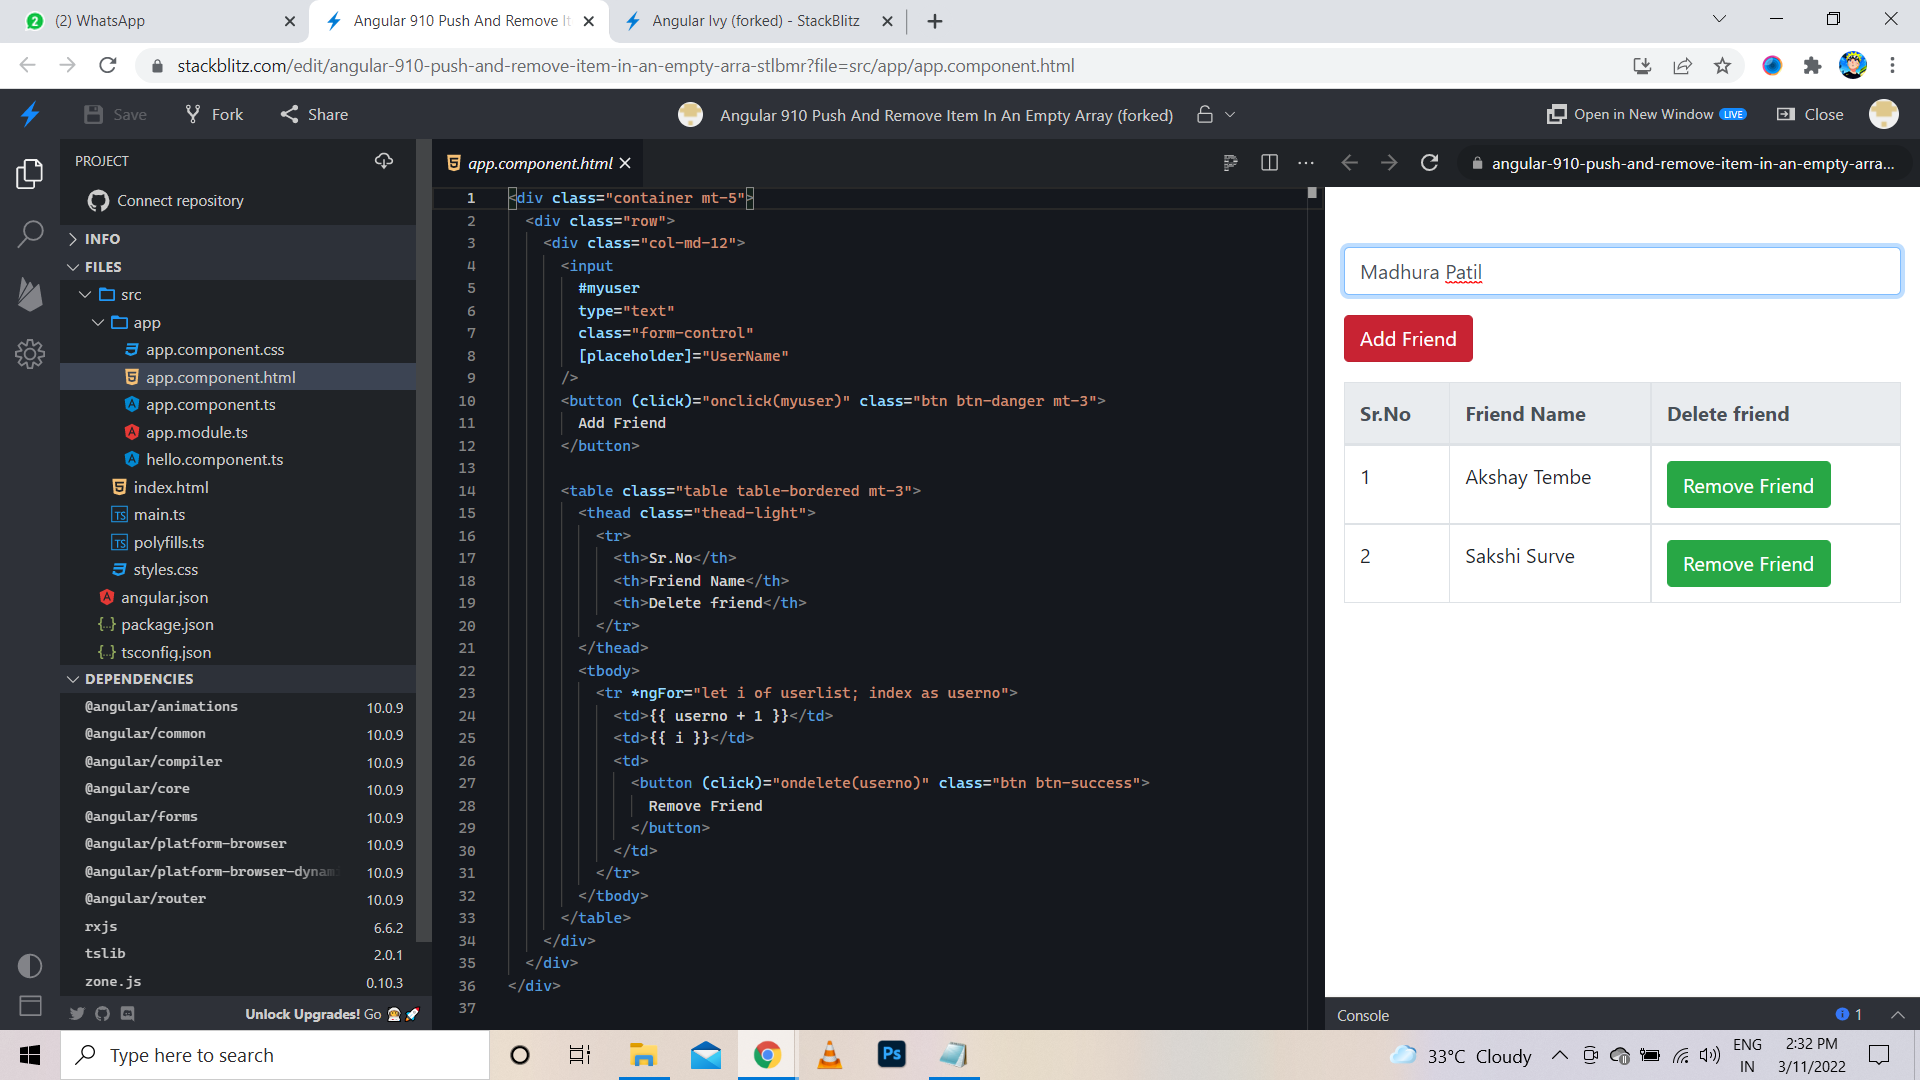 (2) WhatsApp
Angular 910 Push And Remove It
Angular Ivy (forked) - StackBlitz
stackblitz.com/edit/angular-910-push-and-remove-item-in-an-empty-arra-stlbmr?file=src/app/app.component.html
Save
Fork
Share
Angular 910 Push And Remove Item In An Empty Array (forked)
Open in New Window LIVE
Close
PROJECT
Connect repository
INFO
FILES
src
app
app.component.css
app.component.html
app.component.ts
app.module.ts
hello.component.ts
index.html
main.ts
polyfills.ts
styles.css
angular.json
package.json
tsconfig.json
DEPENDENCIES
@angular/animations 10.0.9
@angular/common 10.0.9
@angular/compiler 10.0.9
@angular/core 10.0.9
@angular/forms 10.0.9
@angular/platform-browser 10.0.9
@angular/platform-browser-dynami 10.0.9
@angular/router 10.0.9
rxjs 6.6.2
tslib 2.0.1
zone.js 0.10.3
Unlock Upgrades! Go
app.component.html
1 <div class="container mt-5">
2 <div class="row">
3 <div class="col-md-12">
4 <input
5 #myuser
6 type="text"
7 class="form-control"
8 [placeholder]="UserName"
9 />
10 <button (click)="onclick(myuser)" class="btn btn-danger mt-3">
11 Add Friend
12 </button>
13
14 <table class="table table-bordered mt-3">
15 <thead class="thead-light">
16 <tr>
17 <th>Sr.No</th>
18 <th>Friend Name</th>
19 <th>Delete friend</th>
20 </tr>
21 </thead>
22 <tbody>
23 <tr *ngFor="let i of userlist; index as userno">
24 <td>{{ userno + 1 }}</td>
25 <td>{{ i }}</td>
26 <td>
27 <button (click)="ondelete(userno)" class="btn btn-success">
28 Remove Friend
29 </button>
30 </td>
31 </tr>
32 </tbody>
33 </table>
34 </div>
35 </div>
36 </div>
37
angular-910-push-and-remove-item-in-an-empty-arra...
Madhura Patil
Add Friend
Sr.No Friend Name Delete friend
1 Akshay Tembe Remove Friend
2 Sakshi Surve Remove Friend
Console
1
Type here to search
Ps
33°C Cloudy
ENG
IN
2:32 PM
3/11/2022